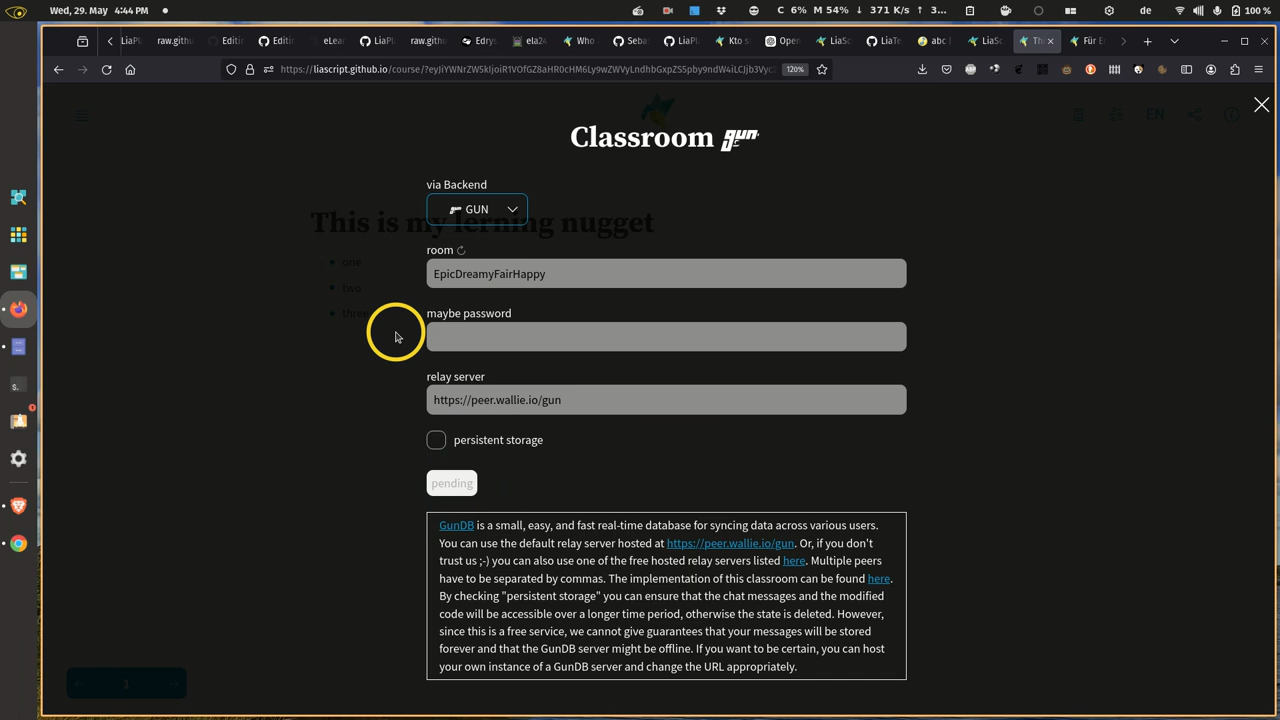 Wed, 29. May 4:44 PM
C 6% M 54% ↓ 371 K/s ↑ 3...
de
100 %
LiaPl
raw.githu
Editin
Editin
eLear
LiaPla
raw.githu
Edrys
ela24
Who
Sebas
LiaPla
Kto s
Open
LiaSc
LiaTe
abc
LiaSc
Th
Für E
https://liascript.github.io/course/?
120%
EN
Classroom gun
via Backend
GUN
This is my lerning nugget
one
two
three
room
EpicDreamyFairHappy
maybe password
relay server
https://peer.wallie.io/gun
persistent storage
pending
GunDB is a small, easy, and fast real-time database for syncing data across various users.
You can use the default relay server hosted at https://peer.wallie.io/gun. Or, if you don't
trust us ;-) you can also use one of the free hosted relay servers listed here. Multiple peers
have to be separated by commas. The implementation of this classroom can be found here.
By checking "persistent storage" you can ensure that the chat messages and the modified
code will be accessible over a longer time period, otherwise the state is deleted. However,
since this is a free service, we cannot give guarantees that your messages will be stored
forever and that the GunDB server might be offline. If you want to be certain, you can host
your own instance of a GunDB server and change the URL appropriately.